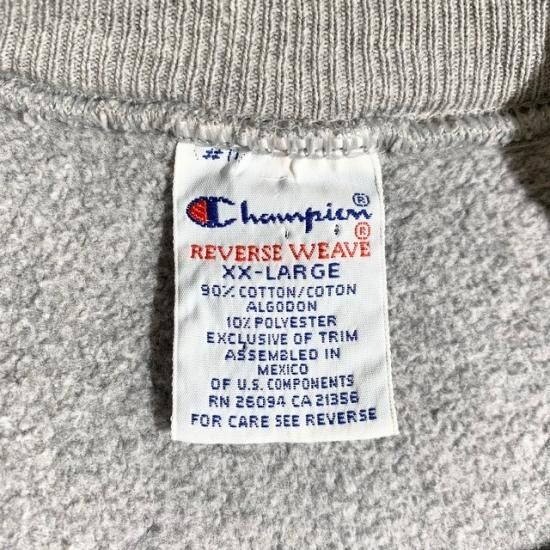 Champion®
REVERSE WEAVE®
XX-LARGE
90% COTTON/COTON
ALGODON
10% POLYESTER
EXCLUSIVE OF TRIM
ASSEMBLED IN
MEXICO
OF U.S. COMPONENTS
RN 26094 CA 21356
FOR CARE SEE REVERSE